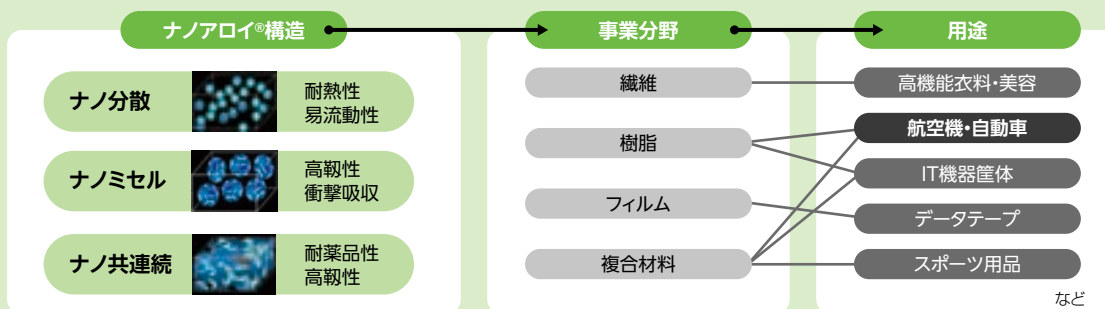 ナノアロイ®構造
事業分野
用途
ナノ分散
耐熱性
易流動性
ナノミセル
高靭性
衝撃吸収
ナノ共連続
耐薬品性
高靭性
繊維
樹脂
フィルム
複合材料
高機能衣料・美容
航空機・自動車
IT機器筐体
データテープ
スポーツ用品
など